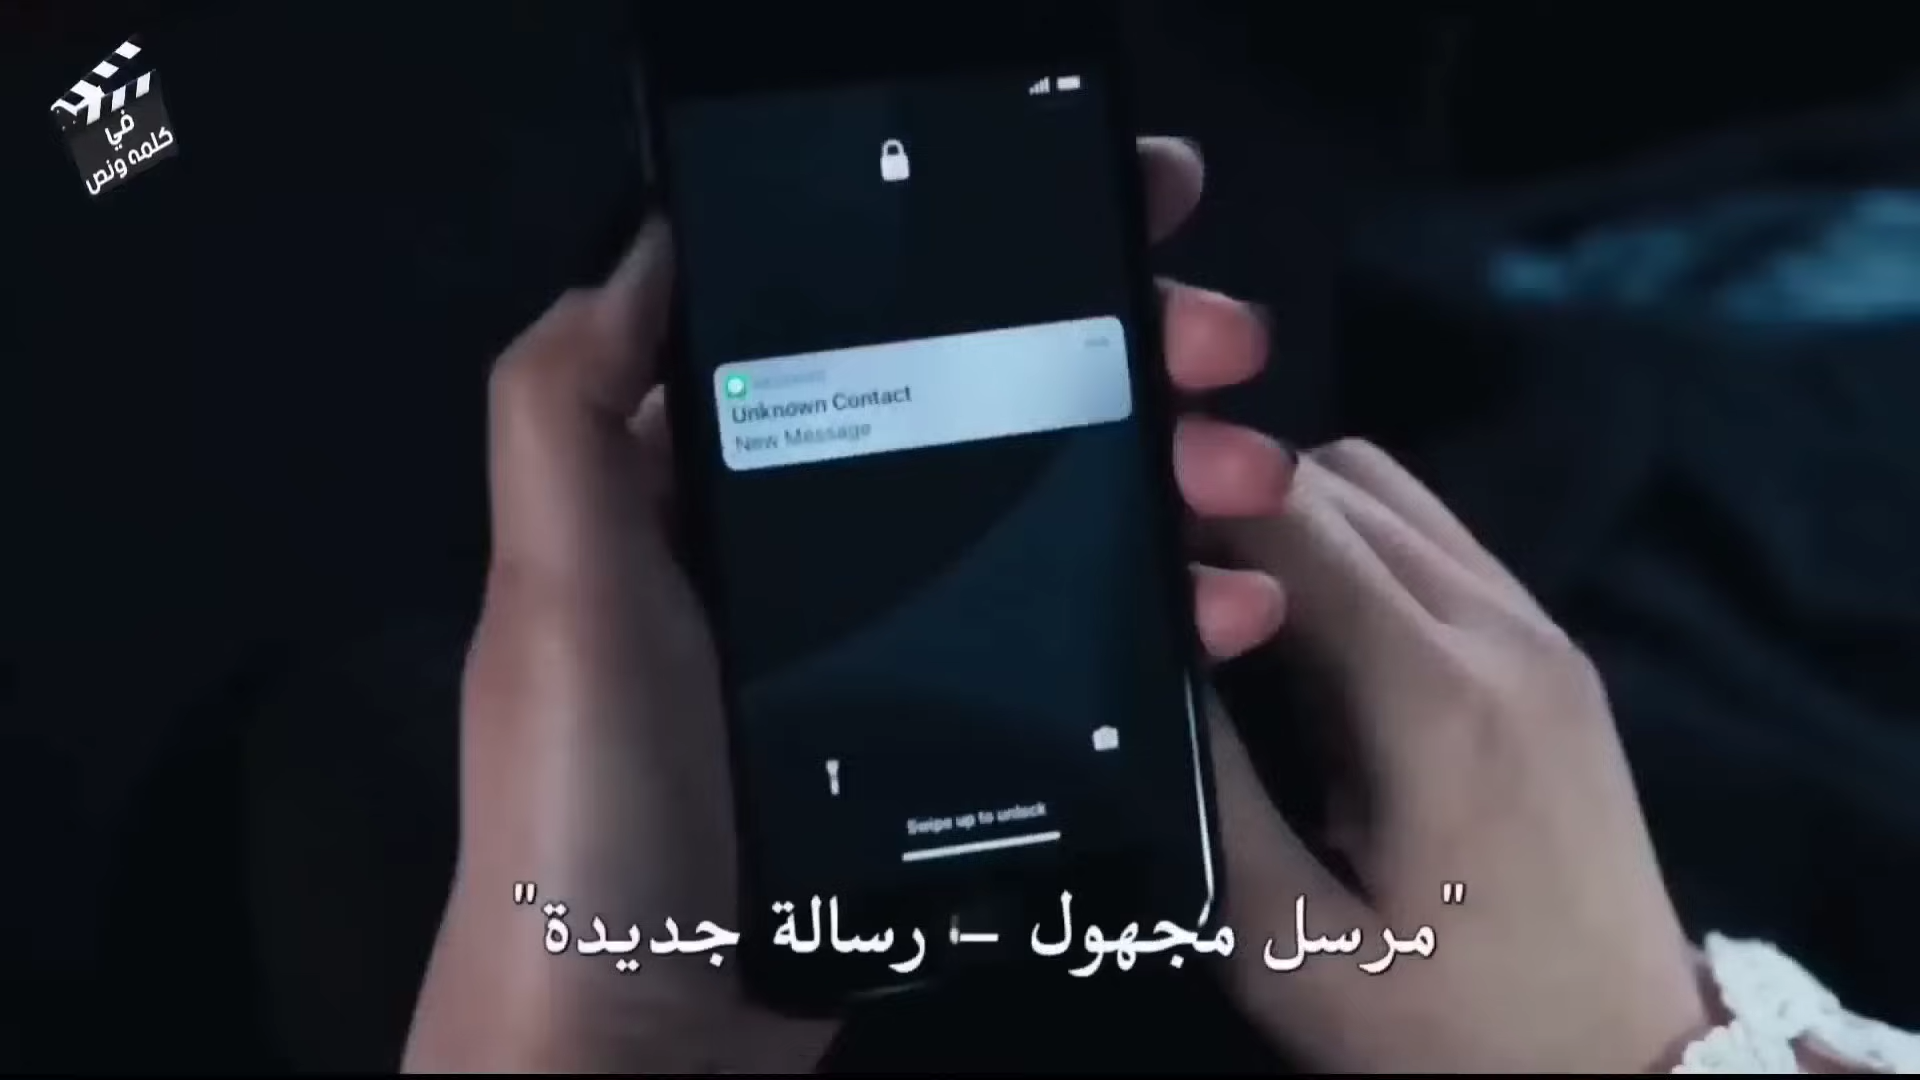 في
كلمه ونص
Unknown Contact
New Message
Swipe up to unlock
"مرسل مجهول – رسالة جديدة"